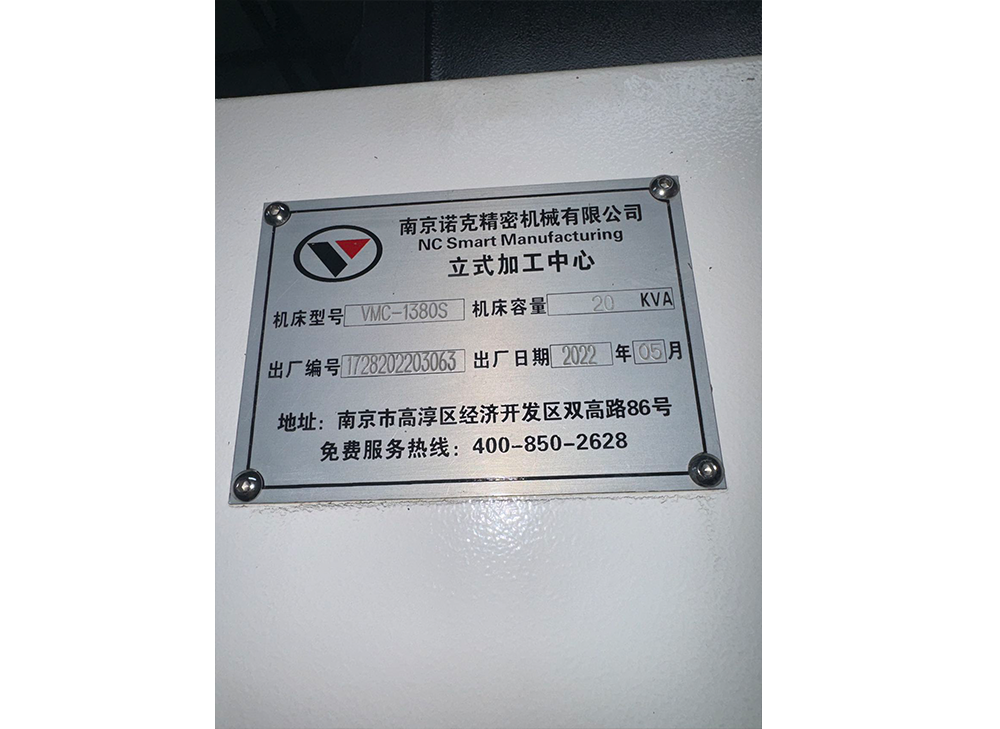 南京诺克精密机械有限公司
NC Smart Manufacturing
立式加工中心
机床型号 VMC-1380S 机床容量 20 KVA
出厂编号 1728202203063 出厂日期 2022 年 05 月
地址：南京市高淳区经济开发区双高路86号
免费服务热线：400-850-2628